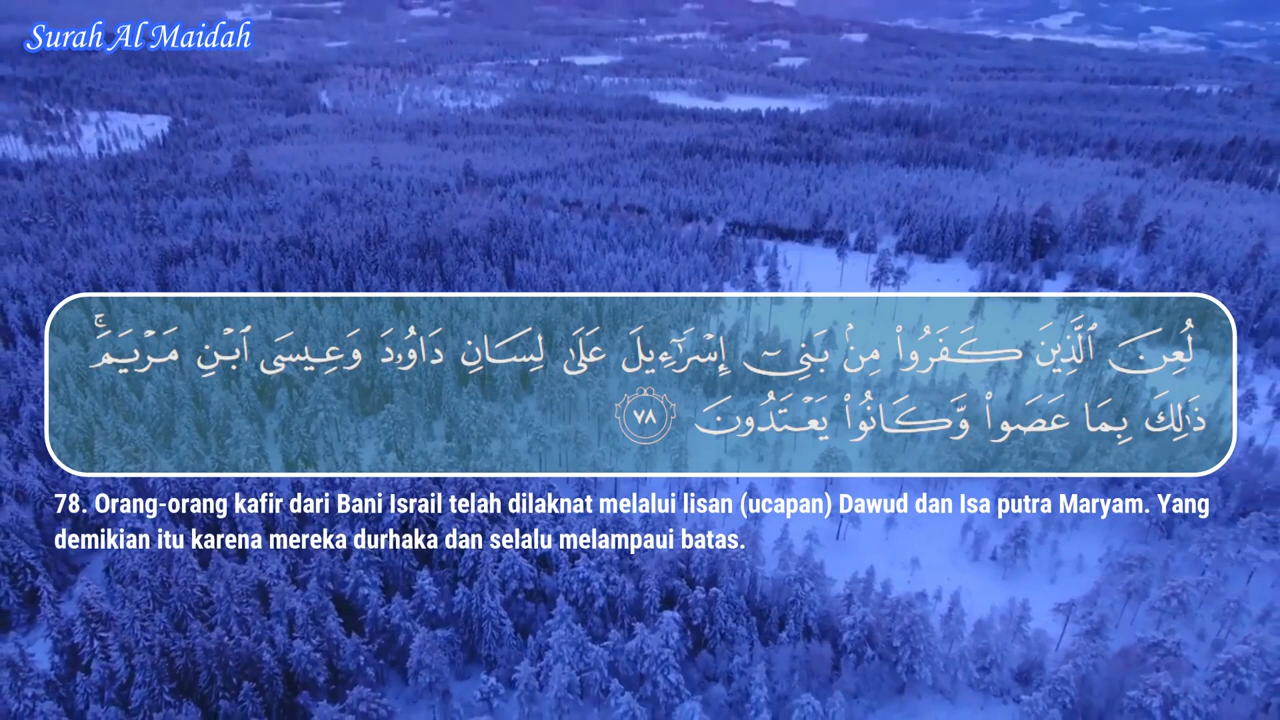 Surah Al Maidah
لُعِنَ ٱلَّذِينَ كَفَرُواْ مِنۢ بَنِيٓ إِسۡرَٰٓءِيلَ عَلَىٰ لِسَانِ دَاوُۥدَ وَعِيسَى ٱبۡنِ مَرۡيَمَۚ
ذَٰلِكَ بِمَا عَصَواْ وَّكَانُواْ يَعۡتَدُونَ ٧٨
78. Orang-orang kafir dari Bani Israil telah dilaknat melalui lisan (ucapan) Dawud dan Isa putra Maryam. Yang
demikian itu karena mereka durhaka dan selalu melampaui batas.